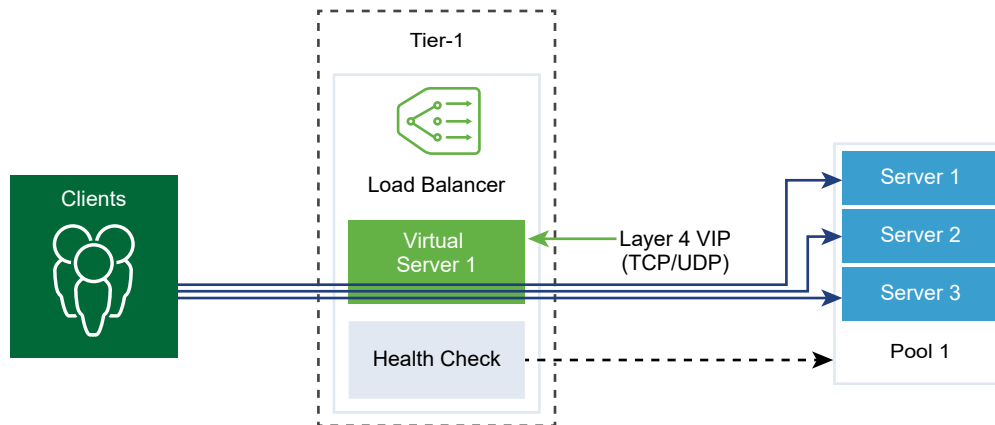 Tier-1
Load Balancer
Clients
Virtual
Server 1
Layer 4 VIP
(TCP/UDP)
Health Check
Server 1
Server 2
Server 3
Pool 1